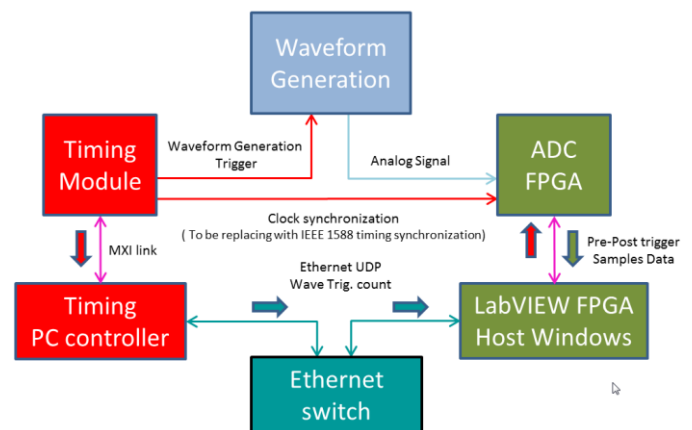 Waveform
Generation
Timing
Module
Waveform Generation
Trigger
Analog Signal
ADC
FPGA
Clock synchronization
( To be replacing with IEEE 1588 timing synchronization)
MXI link
Pre-Post trigger
Samples Data
Ethernet UDP
Wave Trig. count
Timing
PC controller
LabVIEW FPGA
Host Windows
Ethernet
switch